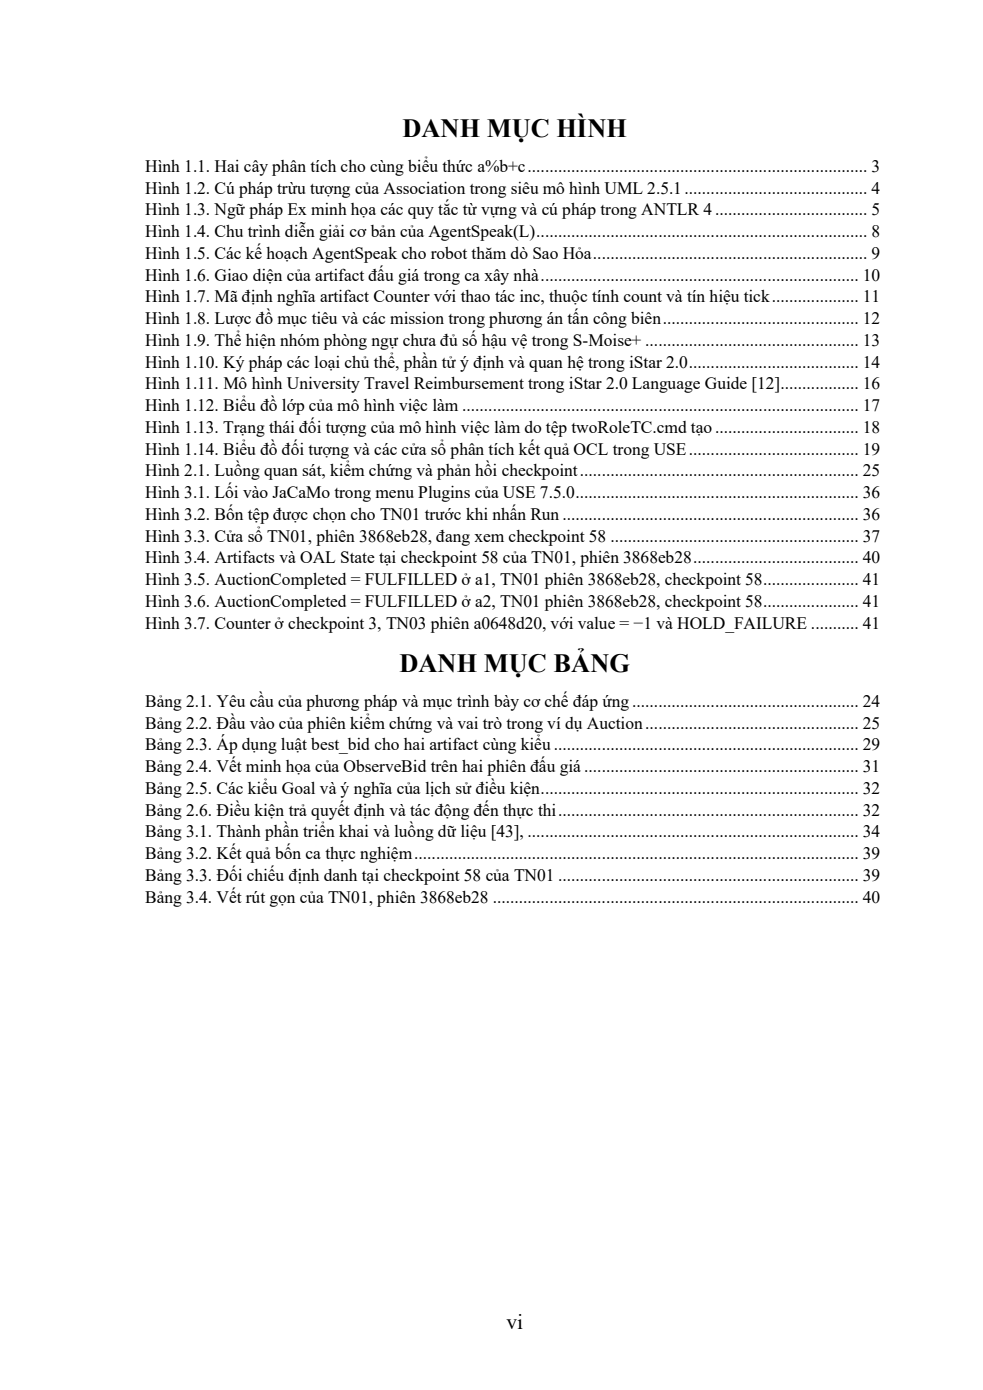 DANH MỤC HÌNH
Hình 1.1. Hai cây phân tích cho cùng biểu thức a%b+c.............................................................................. 3
Hình 1.2. Cú pháp trừu tượng của Association trong siêu mô hình UML 2.5.1 .......................................... 4
Hình 1.3. Ngữ pháp Ex minh họa các quy tắc từ vựng và cú pháp trong ANTLR 4 ................................... 5
Hình 1.4. Chu trình diễn giải cơ bản của AgentSpeak(L)............................................................................ 8
Hình 1.5. Các kế hoạch AgentSpeak cho robot thăm dò Sao Hỏa............................................................... 9
Hình 1.6. Giao diện của artifact đấu giá trong ca xây nhà......................................................................... 10
Hình 1.7. Mã định nghĩa artifact Counter với thao tác inc, thuộc tính count và tín hiệu tick.................... 11
Hình 1.8. Lược đồ mục tiêu và các mission trong phương án tấn công biên............................................. 12
Hình 1.9. Thể hiện nhóm phòng ngự chưa đủ số hậu vệ trong S-Moise+ ................................................. 13
Hình 1.10. Ký pháp các loại chủ thể, phần tử ý định và quan hệ trong iStar 2.0....................................... 14
Hình 1.11. Mô hình University Travel Reimbursement trong iStar 2.0 Language Guide [12].................. 16
Hình 1.12. Biểu đồ lớp của mô hình việc làm ........................................................................................... 17
Hình 1.13. Trạng thái đối tượng của mô hình việc làm do tệp twoRoleTC.cmd tạo ................................. 18
Hình 1.14. Biểu đồ đối tượng và các cửa sổ phân tích kết quả OCL trong USE....................................... 19
Hình 2.1. Luồng quan sát, kiểm chứng và phản hồi checkpoint................................................................ 25
Hình 3.1. Lối vào JaCaMo trong menu Plugins của USE 7.5.0................................................................. 36
Hình 3.2. Bốn tệp được chọn cho TN01 trước khi nhấn Run .................................................................... 36
Hình 3.3. Cửa sổ TN01, phiên 3868eb28, đang xem checkpoint 58 ......................................................... 37
Hình 3.4. Artifacts và OAL State tại checkpoint 58 của TN01, phiên 3868eb28...................................... 40
Hình 3.5. AuctionCompleted = FULFILLED ở a1, TN01 phiên 3868eb28, checkpoint 58...................... 41
Hình 3.6. AuctionCompleted = FULFILLED ở a2, TN01 phiên 3868eb28, checkpoint 58...................... 41
Hình 3.7. Counter ở checkpoint 3, TN03 phiên a0648d20, với value = −1 và HOLD_FAILURE ........... 41
DANH MỤC BẢNG
Bảng 2.1. Yêu cầu của phương pháp và mục trình bày cơ chế đáp ứng .................................................... 24
Bảng 2.2. Đầu vào của phiên kiểm chứng và vai trò trong ví dụ Auction................................................. 25
Bảng 2.3. Áp dụng luật best_bid cho hai artifact cùng kiểu ...................................................................... 29
Bảng 2.4. Vết minh họa của ObserveBid trên hai phiên đấu giá ............................................................... 31
Bảng 2.5. Các kiểu Goal và ý nghĩa của lịch sử điều kiện......................................................................... 32
Bảng 2.6. Điều kiện trả quyết định và tác động đến thực thi..................................................................... 32
Bảng 3.1. Thành phần triển khai và luồng dữ liệu [43], ............................................................................ 34
Bảng 3.2. Kết quả bốn ca thực nghiệm...................................................................................................... 39
Bảng 3.3. Đối chiếu định danh tại checkpoint 58 của TN01 ..................................................................... 39
Bảng 3.4. Vết rút gọn của TN01, phiên 3868eb28 .................................................................................... 40
vi